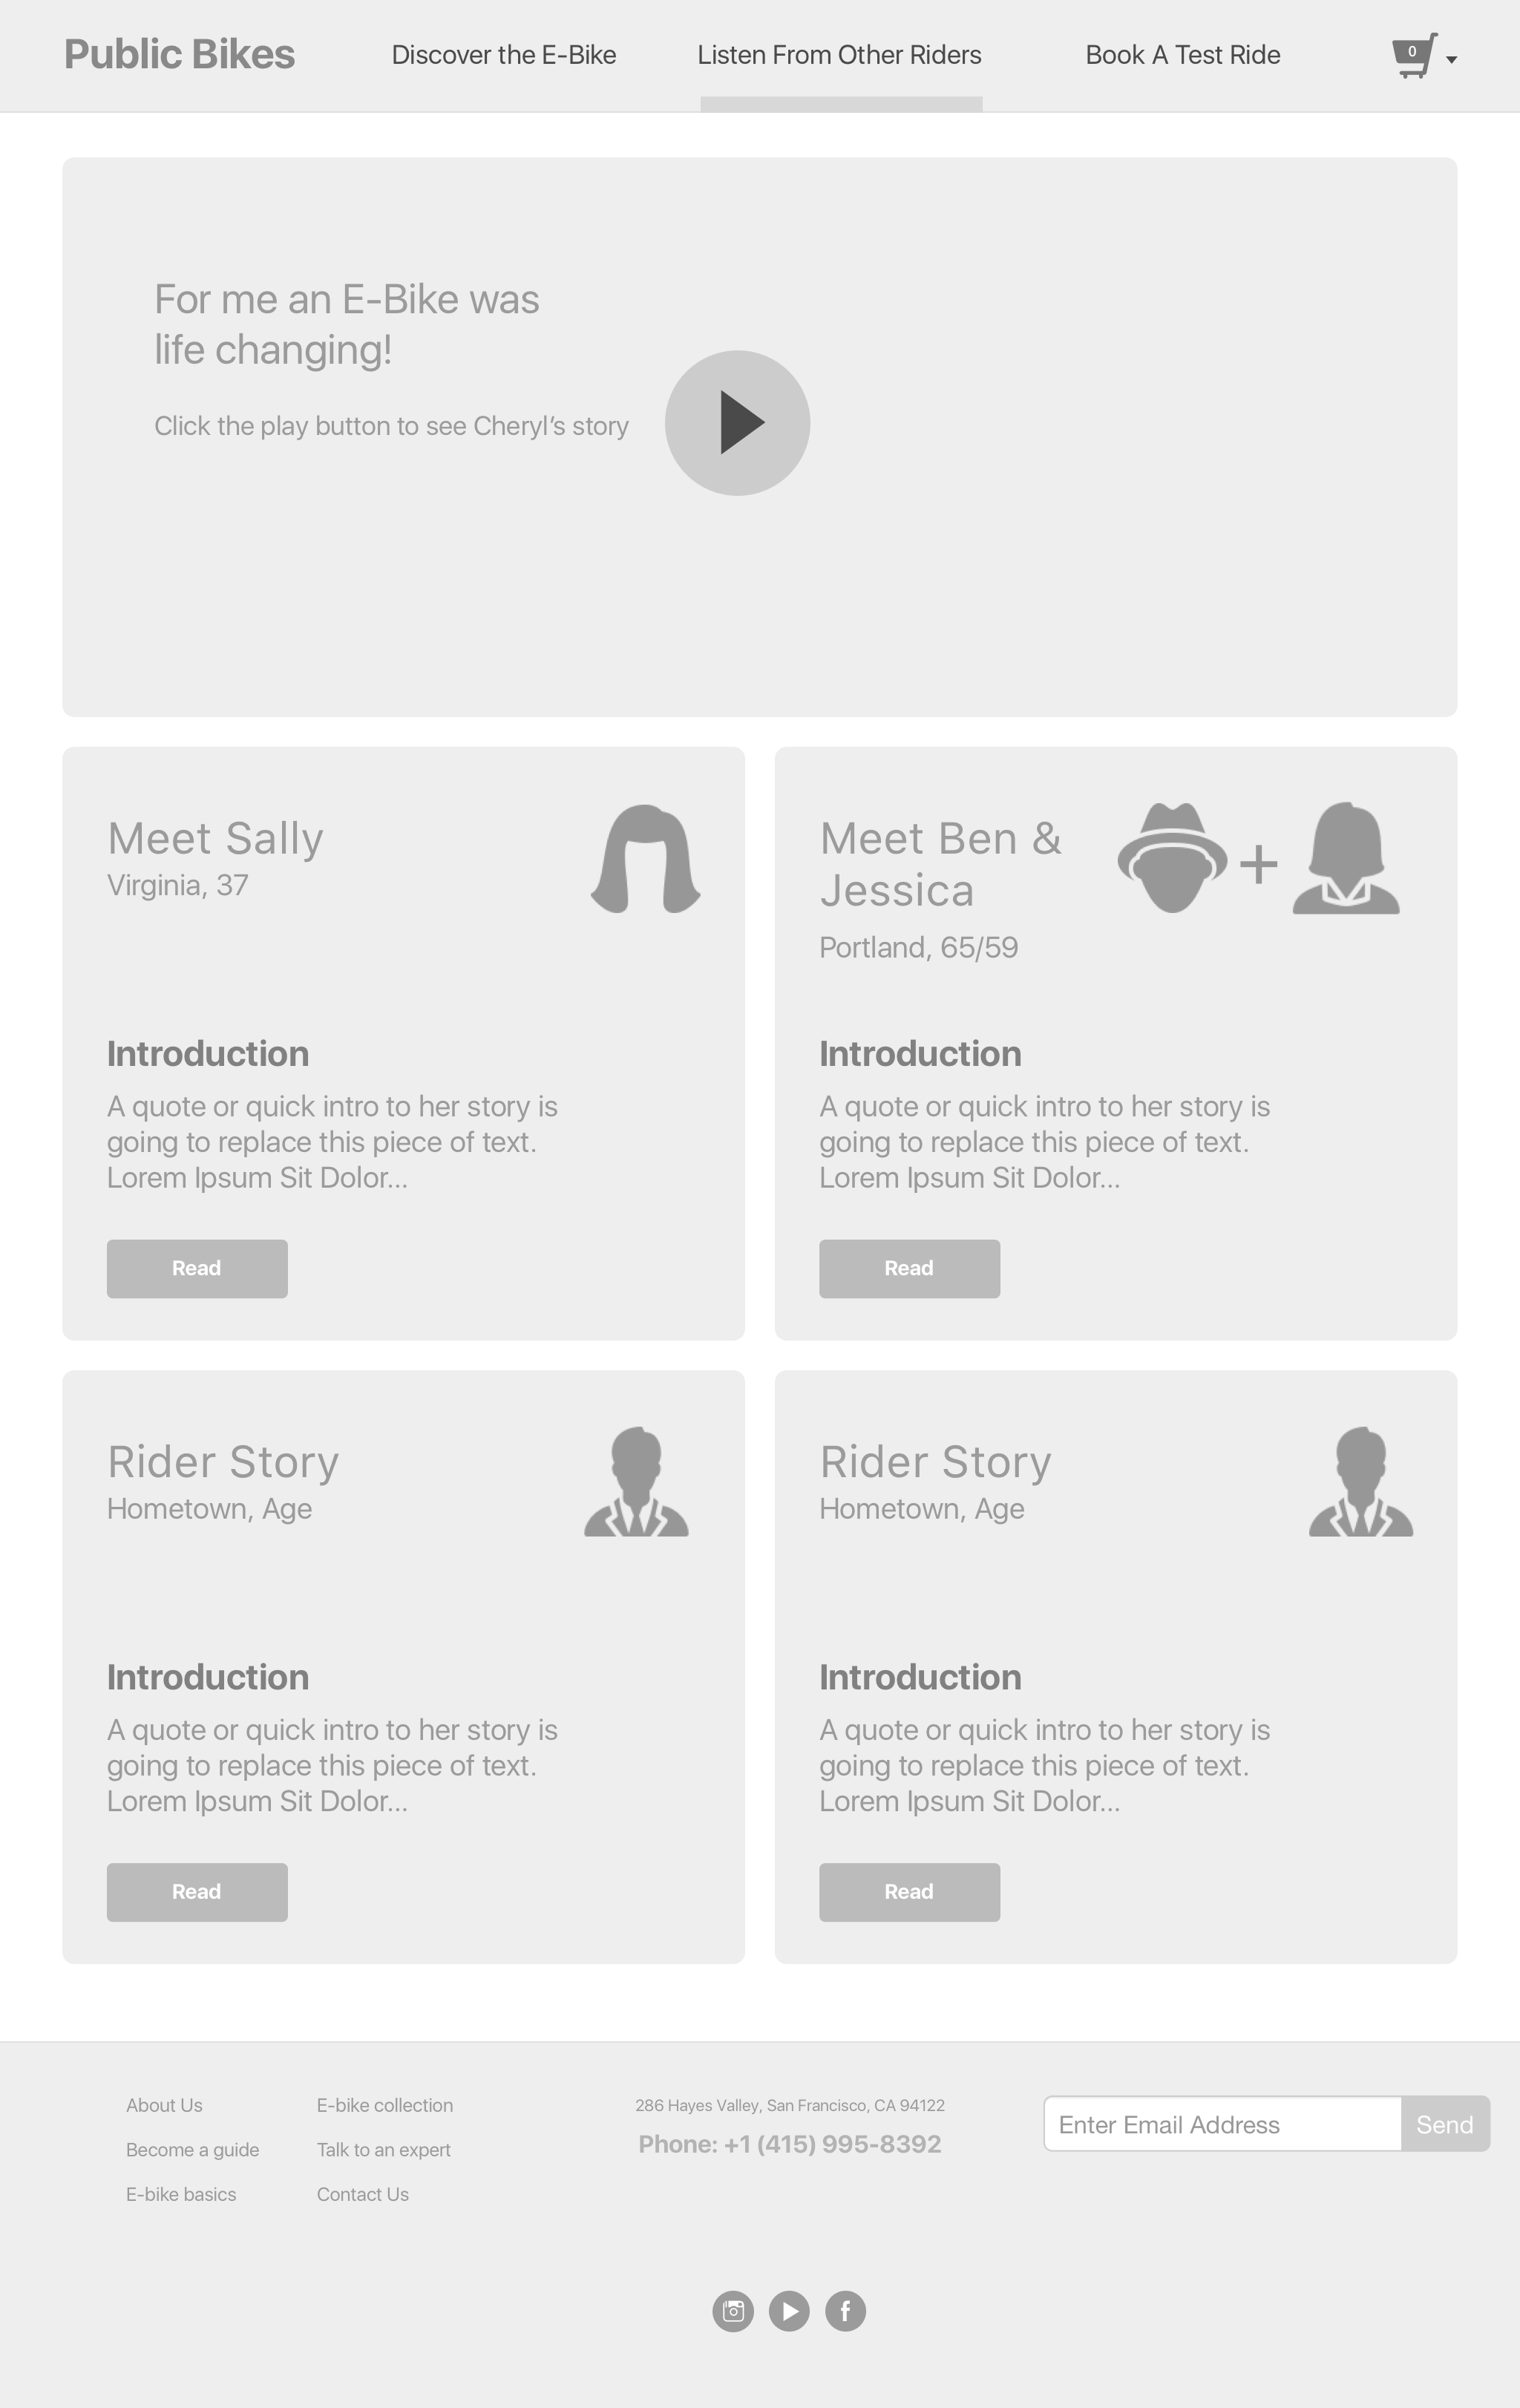 Public Bikes
Discover the E-Bike
Listen From Other Riders
Book A Test Ride
0
For me an E-Bike was
life changing!
Click the play button to see Cheryl’s story
Meet Sally
Virginia, 37
Introduction
A quote or quick intro to her story is
going to replace this piece of text.
Lorem Ipsum Sit Dolor...
Read
Meet Ben &
Jessica
+
Portland, 65/59
Introduction
A quote or quick intro to her story is
going to replace this piece of text.
Lorem Ipsum Sit Dolor...
Read
Rider Story
Hometown, Age
Introduction
A quote or quick intro to her story is
going to replace this piece of text.
Lorem Ipsum Sit Dolor...
Read
Rider Story
Hometown, Age
Introduction
A quote or quick intro to her story is
going to replace this piece of text.
Lorem Ipsum Sit Dolor...
Read
About Us
Become a guide
E-bike basics
E-bike collection
Talk to an expert
Contact Us
286 Hayes Valley, San Francisco, CA 94122
Phone: +1 (415) 995-8392
Enter Email Address
Send
f